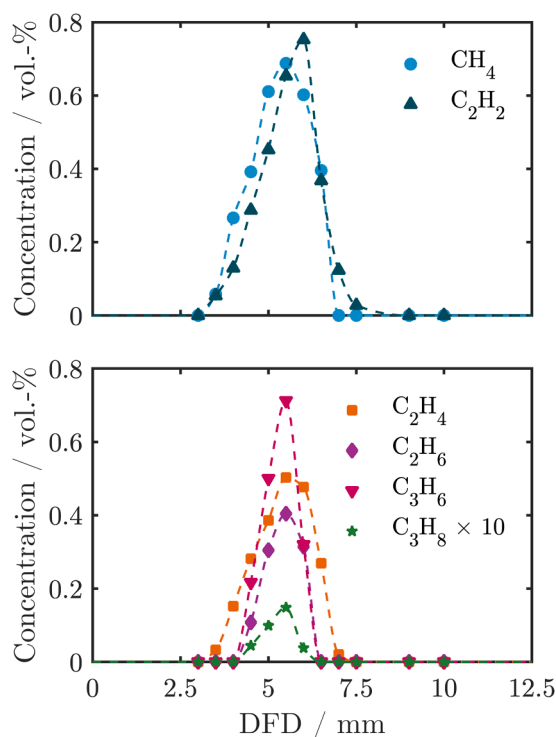 0.8
0.6
0.4
0.2
0
Concentration / vol.-%
CH₄
C₂H₂
0.8
0.6
0.4
0.2
0
Concentration / vol.-%
C₂H₄
C₂H₆
C₃H₆
C₃H₈ × 10
0 2.5 5 7.5 10 12.5
DFD / mm